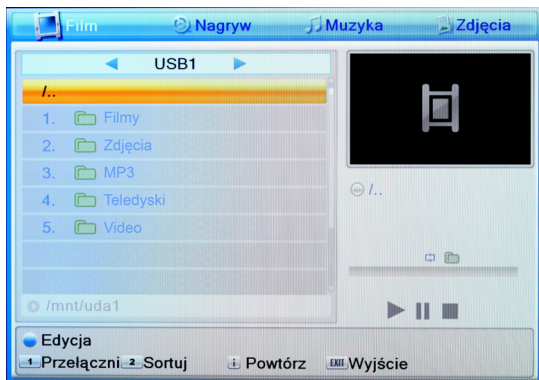 Film Nagryw Muzyka Zdjęcia
USB1
/..
1. Filmy
2. Zdjęcia
3. MP3
4. Teledyski
5. Video
/..
/mnt/uda1
Edycja
1 Przełączni 2 Sortuj i Powtórz EXIT Wyjście